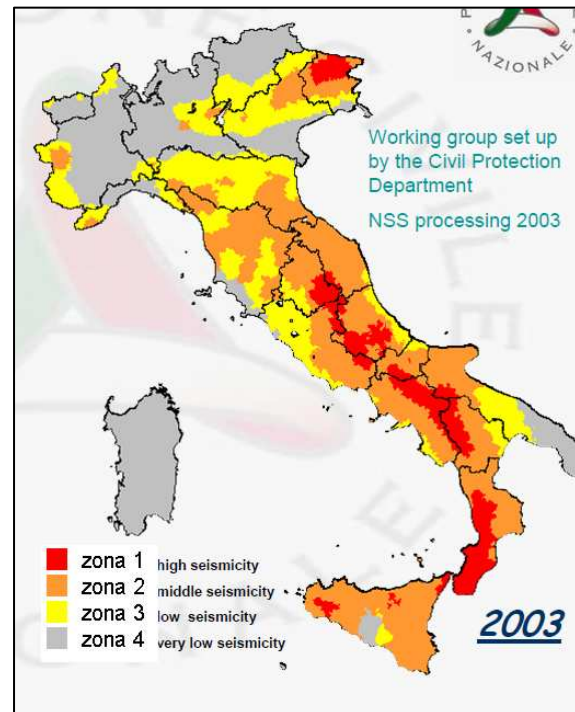 NAZIONALE
Working group set up
by the Civil Protection
Department
NSS processing 2003
zona 1 high seismicity
zona 2 middle seismicity
zona 3 low seismicity
zona 4 very low seismicity
2003